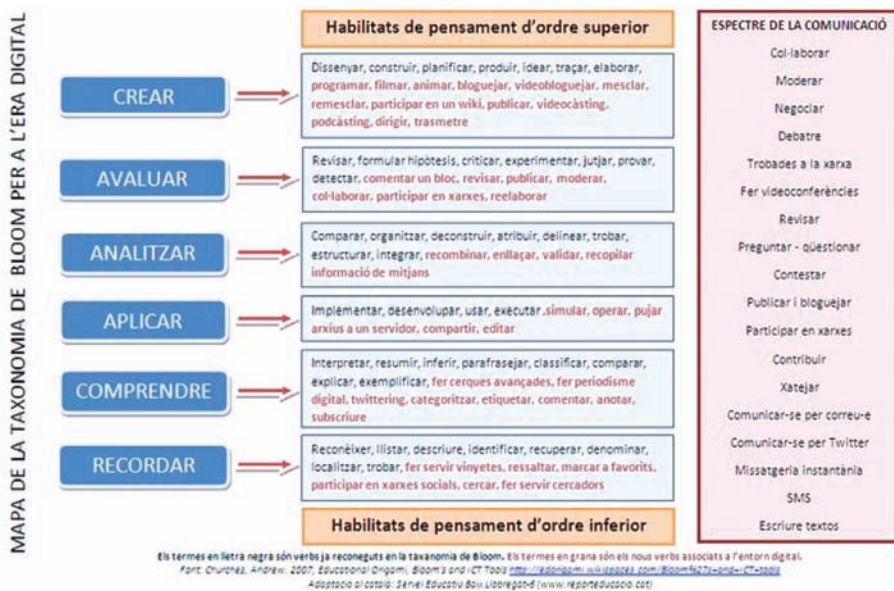 MAPA DE LA TAXONOMIA DE BLOOM PER A L'ERA DIGITAL
Habilitats de pensament d'ordre superior
CREAR
Dissenyar, construir, planificar, produir, idear, traçar, elaborar,
programar, filmar, animar, bloguejar, videobloguejar, mesclar,
remesclar, participar en un wiki, publicar, videocàsting,
podcàsting, dirigir, trasmetre
AVALUAR
Revisar, formular hipòtesis, criticar, experimentar, jutjar, provar,
detectar, comentar un bloc, revisar, publicar, moderar,
col·laborar, participar en xarxes, reelaborar
ANALITZAR
Comparar, organitzar, deconstruir, atribuir, delinear, trobar,
estructurar, integrar, recombinar, enllaçar, validar, recopilar
informació de mitjans
APLICAR
Implementar, desenvolupar, usar, executar ,simular, operar, pujar
arxius a un servidor, compartir, editar
COMPRENDRE
Interpretar, resumir, inferir, parafrasejar, classificar, comparar,
explicar, exemplificar, fer cerques avançades, fer periodisme
digital, twittering, categoritzar, etiquetar, comentar, anotar,
subscriure
RECORDAR
Reconèixer, llistar, descriure, identificar, recuperar, denominar,
localitzar, trobar, fer servir vinyetes, ressaltar, marcar a favorits,
participar en xarxes socials, cercar, fer servir cercadors
Habilitats de pensament d'ordre inferior
ESPECTRE DE LA COMUNICACIÓ
Col·laborar
Moderar
Negociar
Debatre
Trobades a la xarxa
Fer videoconferències
Revisar
Preguntar - qüestionar
Contestar
Publicar i bloguejar
Participar en xarxes
Contribuir
Xatejar
Comunicar-se per correu-e
Comunicar-se per Twitter
Missatgeria instantània
SMS
Escriure textos
Els termes en lletra negra són verbs ja reconeguts en la taxanomia de Bloom. Els termes en grana són els nous verbs associats a l'entorn digital.
Font: Churches, Andrew. 2007, Educational Origami, Bloom's and ICT Tools http://edorigami.wikispaces.com/Bloom%27s+and+ICT+tools
Adaptació al català: Servei Educatiu Baix Llobregat-6 (www.reporteducacio.cat)